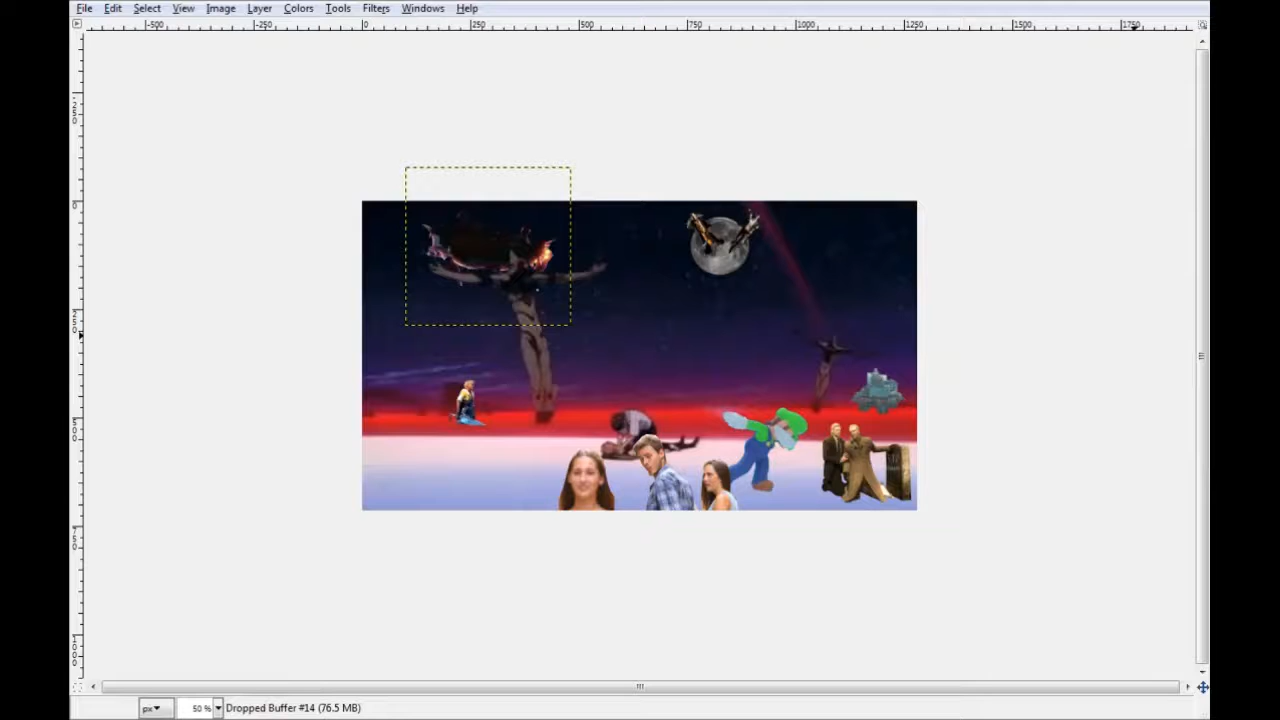 File Edit Select View Image Layer Colors Tools Filters Windows Help
-500 -250 0 250 500 750 1000 1250 1500 1750
px 50 % Dropped Buffer #14 (76.5 MB)